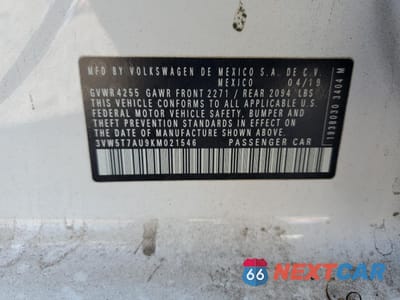 MFD BY VOLKSWAGEN DE MEXICO S.A. DE C.V.
MEXICO 04/19
GVWR 4255 GAWR FRONT 2271 / REAR 2094 LBS
THIS VEHICLE CONFORMS TO ALL APPLICABLE U.S.
FEDERAL MOTOR VEHICLE SAFETY, BUMPER AND
THEFT PREVENTION STANDARDS IN EFFECT ON
THE DATE OF MANUFACTURE SHOWN ABOVE.
3VW5T7AU9KM021546 PASSENGER CAR
1938030 3404 M
66 NEXTCAR